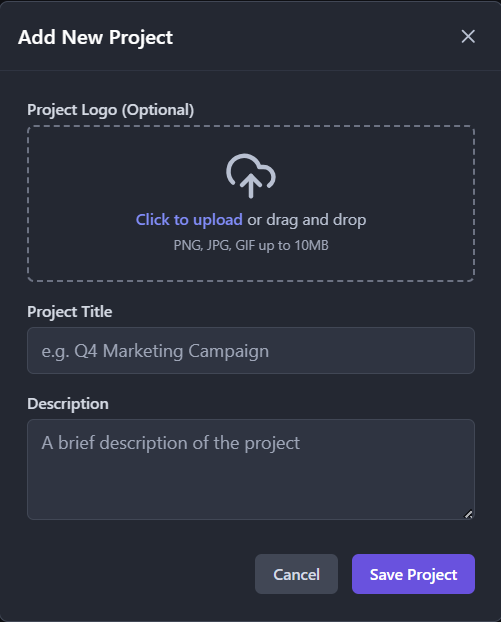 Add New Project
Project Logo (Optional)
Click to upload or drag and drop
PNG, JPG, GIF up to 10MB
Project Title
e.g. Q4 Marketing Campaign
Description
A brief description of the project
Cancel
Save Project